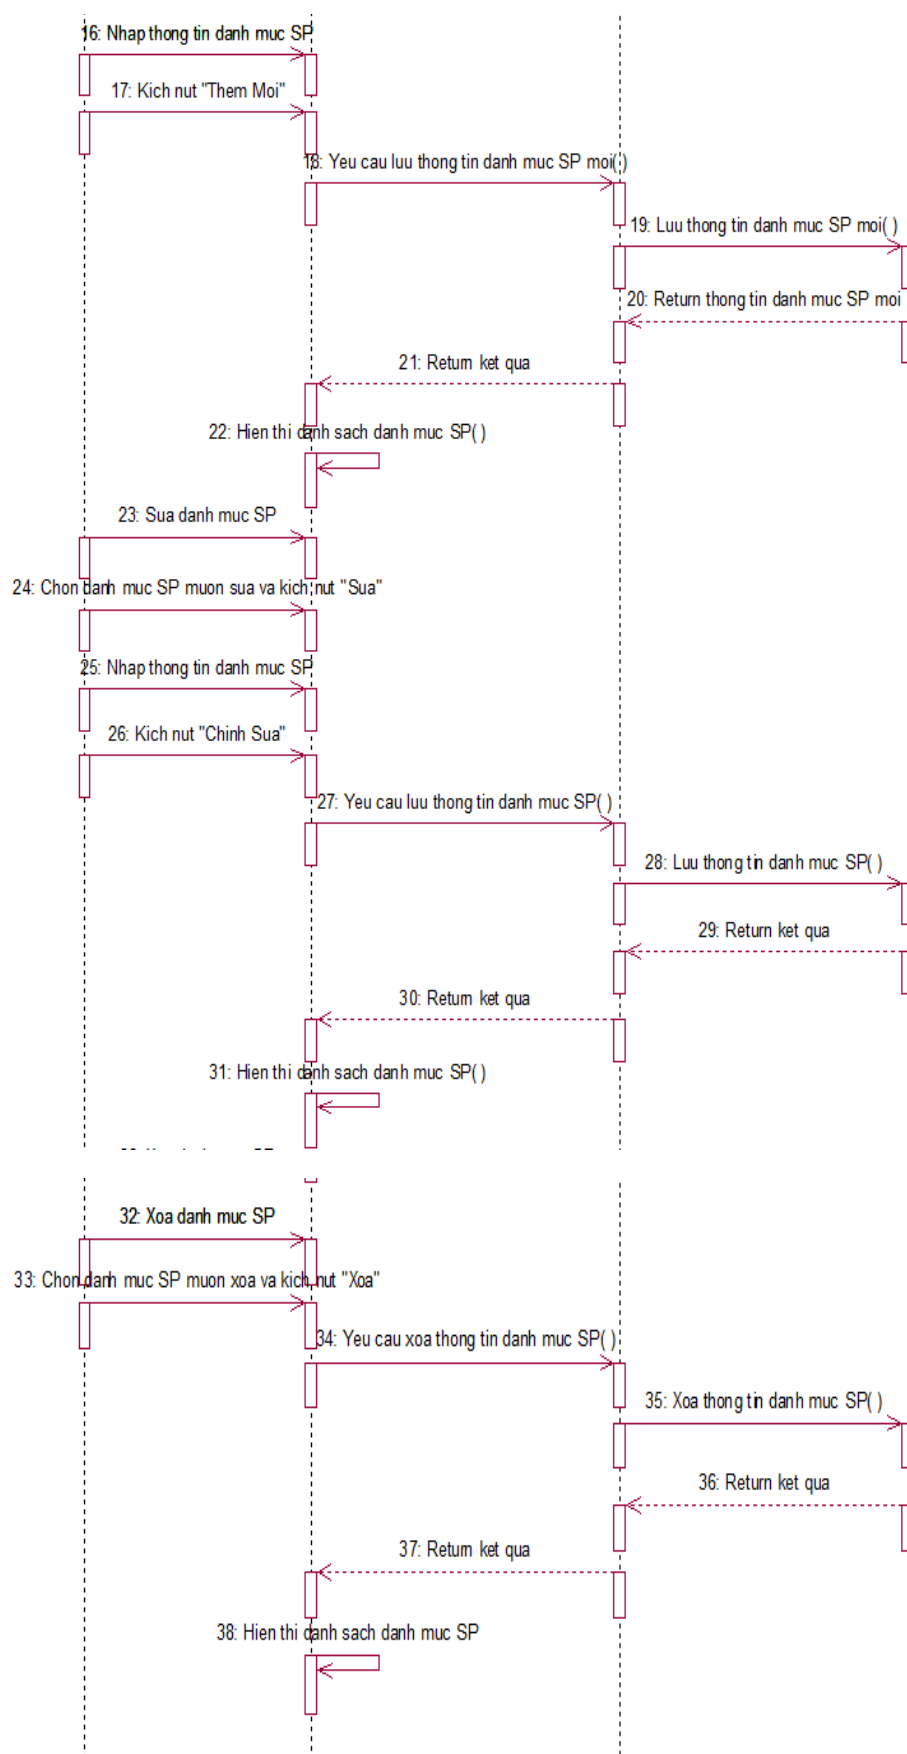 16: Nhap thong tin danh muc SP
17: Kich nut "Them Moi"
18: Yeu cau luu thong tin danh muc SP moi( )
19: Luu thong tin danh muc SP moi( )
20: Return thong tin danh muc SP moi
21: Return ket qua
22: Hien thi danh sach danh muc SP( )
23: Sua danh muc SP
24: Chon danh muc SP muon sua va kich nut "Sua"
25: Nhap thong tin danh muc SP
26: Kich nut "Chinh Sua"
27: Yeu cau luu thong tin danh muc SP( )
28: Luu thong tin danh muc SP( )
29: Return ket qua
30: Return ket qua
31: Hien thi danh sach danh muc SP( )
32: Xoa danh muc SP
33: Chon danh muc SP muon xoa va kich nut "Xoa"
34: Yeu cau xoa thong tin danh muc SP( )
35: Xoa thong tin danh muc SP( )
36: Return ket qua
37: Return ket qua
38: Hien thi danh sach danh muc SP